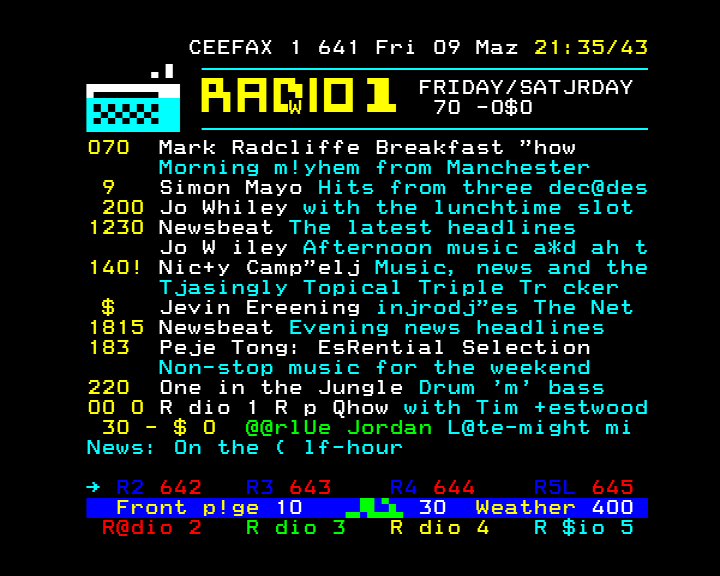 CEEFAX 1 641 Fri 09 Maz 21:35/43
RADIO 1 FRIDAY/SATJRDAY
W 70 -0$0
070 Mark Radcliffe Breakfast "how
Morning m!yhem from Manchester
9 Simon Mayo Hits from three dec@des
200 Jo Whiley with the lunchtime slot
1230 Newsbeat The latest headlines
Jo W iley Afternoon music a*d ah t
140! Nic+y Camp"elj Music, news and the
Tjasingly Topical Triple Tr cker
$ Jevin Ereening injrodj"es The Net
1815 Newsbeat Evening news headlines
183 Peje Tong: EsRential Selection
Non-stop music for the weekend
220 One in the Jungle Drum 'm' bass
00 0 R dio 1 R p Qhow with Tim +estwood
30 - $ 0 @@rlUe Jordan L@te-might mi
News: On the ( lf-hour
→ R2 642 R3 643 R4 644 R5L 645
Front p!ge 10 30 Weather 400
R@dio 2 R dio 3 R dio 4 R $io 5